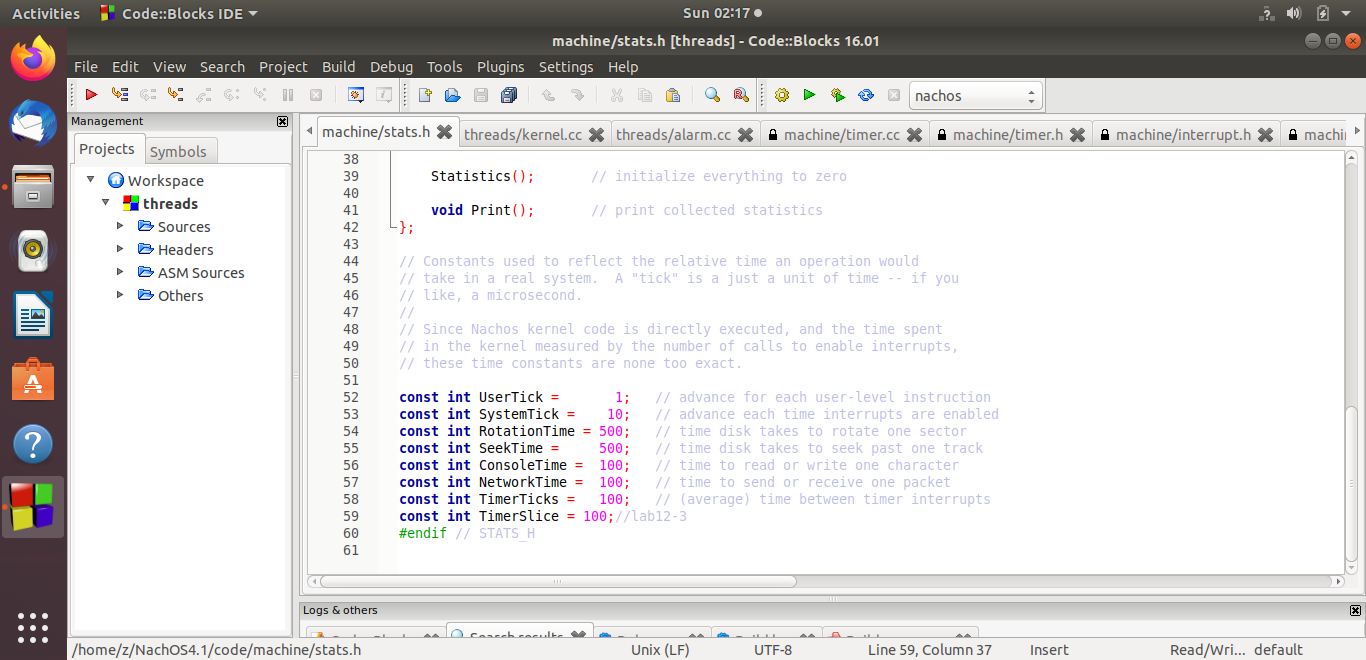 Activities Code::Blocks IDE Sun 02:17
machine/stats.h [threads] - Code::Blocks 16.01
File Edit View Search Project Build Debug Tools Plugins Settings Help
nachos
Management
Projects Symbols
Workspace
threads
Sources
Headers
ASM Sources
Others
machine/stats.h threads/kernel.cc threads/alarm.cc machine/timer.cc machine/timer.h machine/interrupt.h
38
39 Statistics(); // initialize everything to zero
40
41 void Print(); // print collected statistics
42 };
43
44 // Constants used to reflect the relative time an operation would
45 // take in a real system. A "tick" is a just a unit of time -- if you
46 // like, a microsecond.
47 //
48 // Since Nachos kernel code is directly executed, and the time spent
49 // in the kernel measured by the number of calls to enable interrupts,
50 // these time constants are none too exact.
51
52 const int UserTick = 1; // advance for each user-level instruction
53 const int SystemTick = 10; // advance each time interrupts are enabled
54 const int RotationTime = 500; // time disk takes to rotate one sector
55 const int SeekTime = 500; // time disk takes to seek past one track
56 const int ConsoleTime = 100; // time to read or write one character
57 const int NetworkTime = 100; // time to send or receive one packet
58 const int TimerTicks = 100; // (average) time between timer interrupts
59 const int TimerSlice = 100;//lab12-3
60 #endif // STATS_H
61
Logs & others
Search results
/home/z/NachOS4.1/code/machine/stats.h Unix (LF) UTF-8 Line 59, Column 37 Insert Read/Wri... default